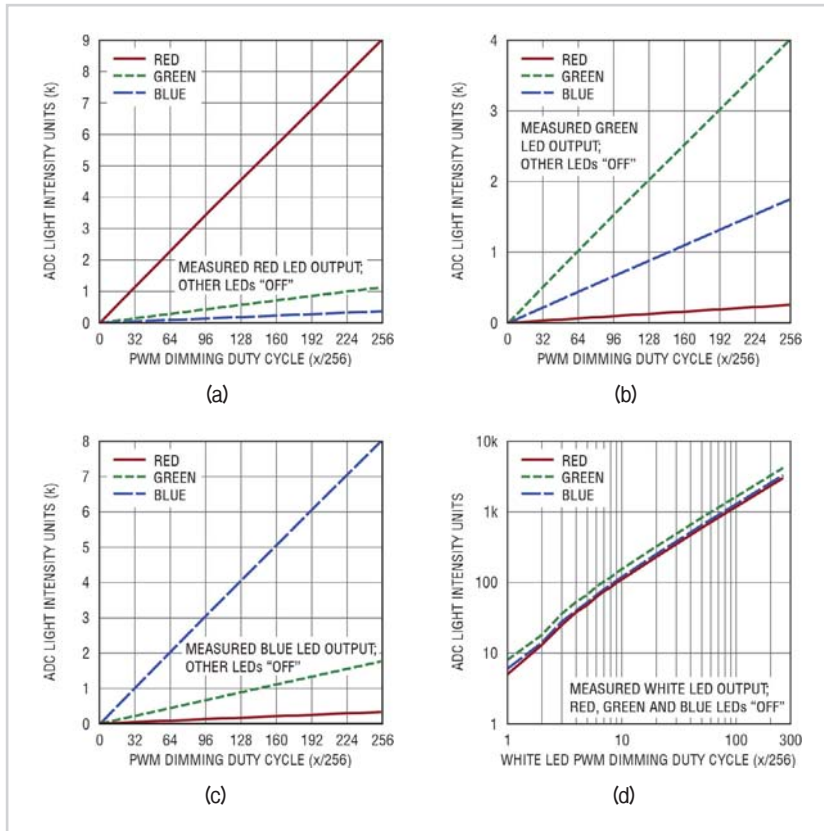 9
8
7
6
5
4
3
2
1
0
ADC LIGHT INTENSITY UNITS (k)
RED
GREEN
BLUE
MEASURED RED LED OUTPUT;
OTHER LEDs "OFF"
0 32 64 96 128 160 192 224 256
PWM DIMMING DUTY CYCLE (x/256)
(a)
4
3
2
1
0
ADC LIGHT INTENSITY UNITS (k)
RED
GREEN
BLUE
MEASURED GREEN
LED OUTPUT;
OTHER LEDs "OFF"
0 32 64 96 128 160 192 224 256
PWM DIMMING DUTY CYCLE (x/256)
(b)
8
7
6
5
4
3
2
1
0
ADC LIGHT INTENSITY UNITS (k)
RED
GREEN
BLUE
MEASURED BLUE LED OUTPUT;
OTHER LEDs "OFF"
0 32 64 96 128 160 192 224 256
PWM DIMMING DUTY CYCLE (x/256)
(c)
10k
1k
100
10
1
ADC LIGHT INTENSITY UNITS
RED
GREEN
BLUE
MEASURED WHITE LED OUTPUT;
RED, GREEN AND BLUE LEDs "OFF"
1 10 100 300
WHITE LED PWM DIMMING DUTY CYCLE (x/256)
(d)